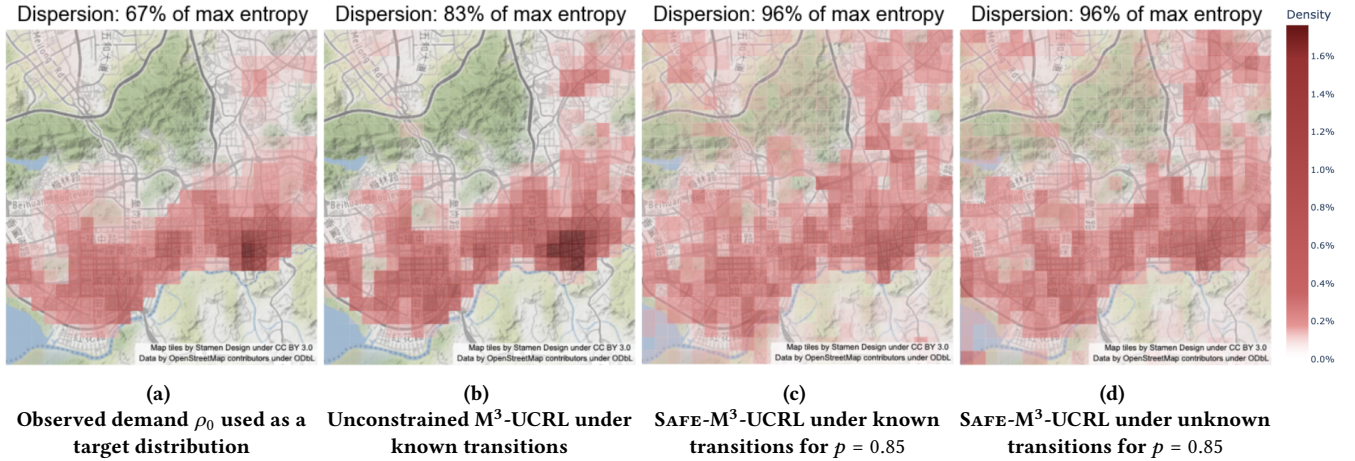 Dispersion: 67% of max entropy
Dispersion: 83% of max entropy
Dispersion: 96% of max entropy
Dispersion: 96% of max entropy
Density
1.6%
1.4%
1.2%
1%
0.8%
0.6%
0.4%
0.2%
0.0%
Map tiles by Stamen Design under CC BY 3.0
Data by OpenStreetMap contributors under ODbL
Map tiles by Stamen Design under CC BY 3.0
Data by OpenStreetMap contributors under ODbL
Map tiles by Stamen Design under CC BY 3.0
Data by OpenStreetMap contributors under ODbL
Map tiles by Stamen Design under CC BY 3.0
Data by OpenStreetMap contributors under ODbL
(a)
Observed demand ρ₀ used as a
target distribution
(b)
Unconstrained M³-UCRL under
known transitions
(c)
SAFE-M³-UCRL under known
transitions for p = 0.85
(d)
SAFE-M³-UCRL under unknown
transitions for p = 0.85